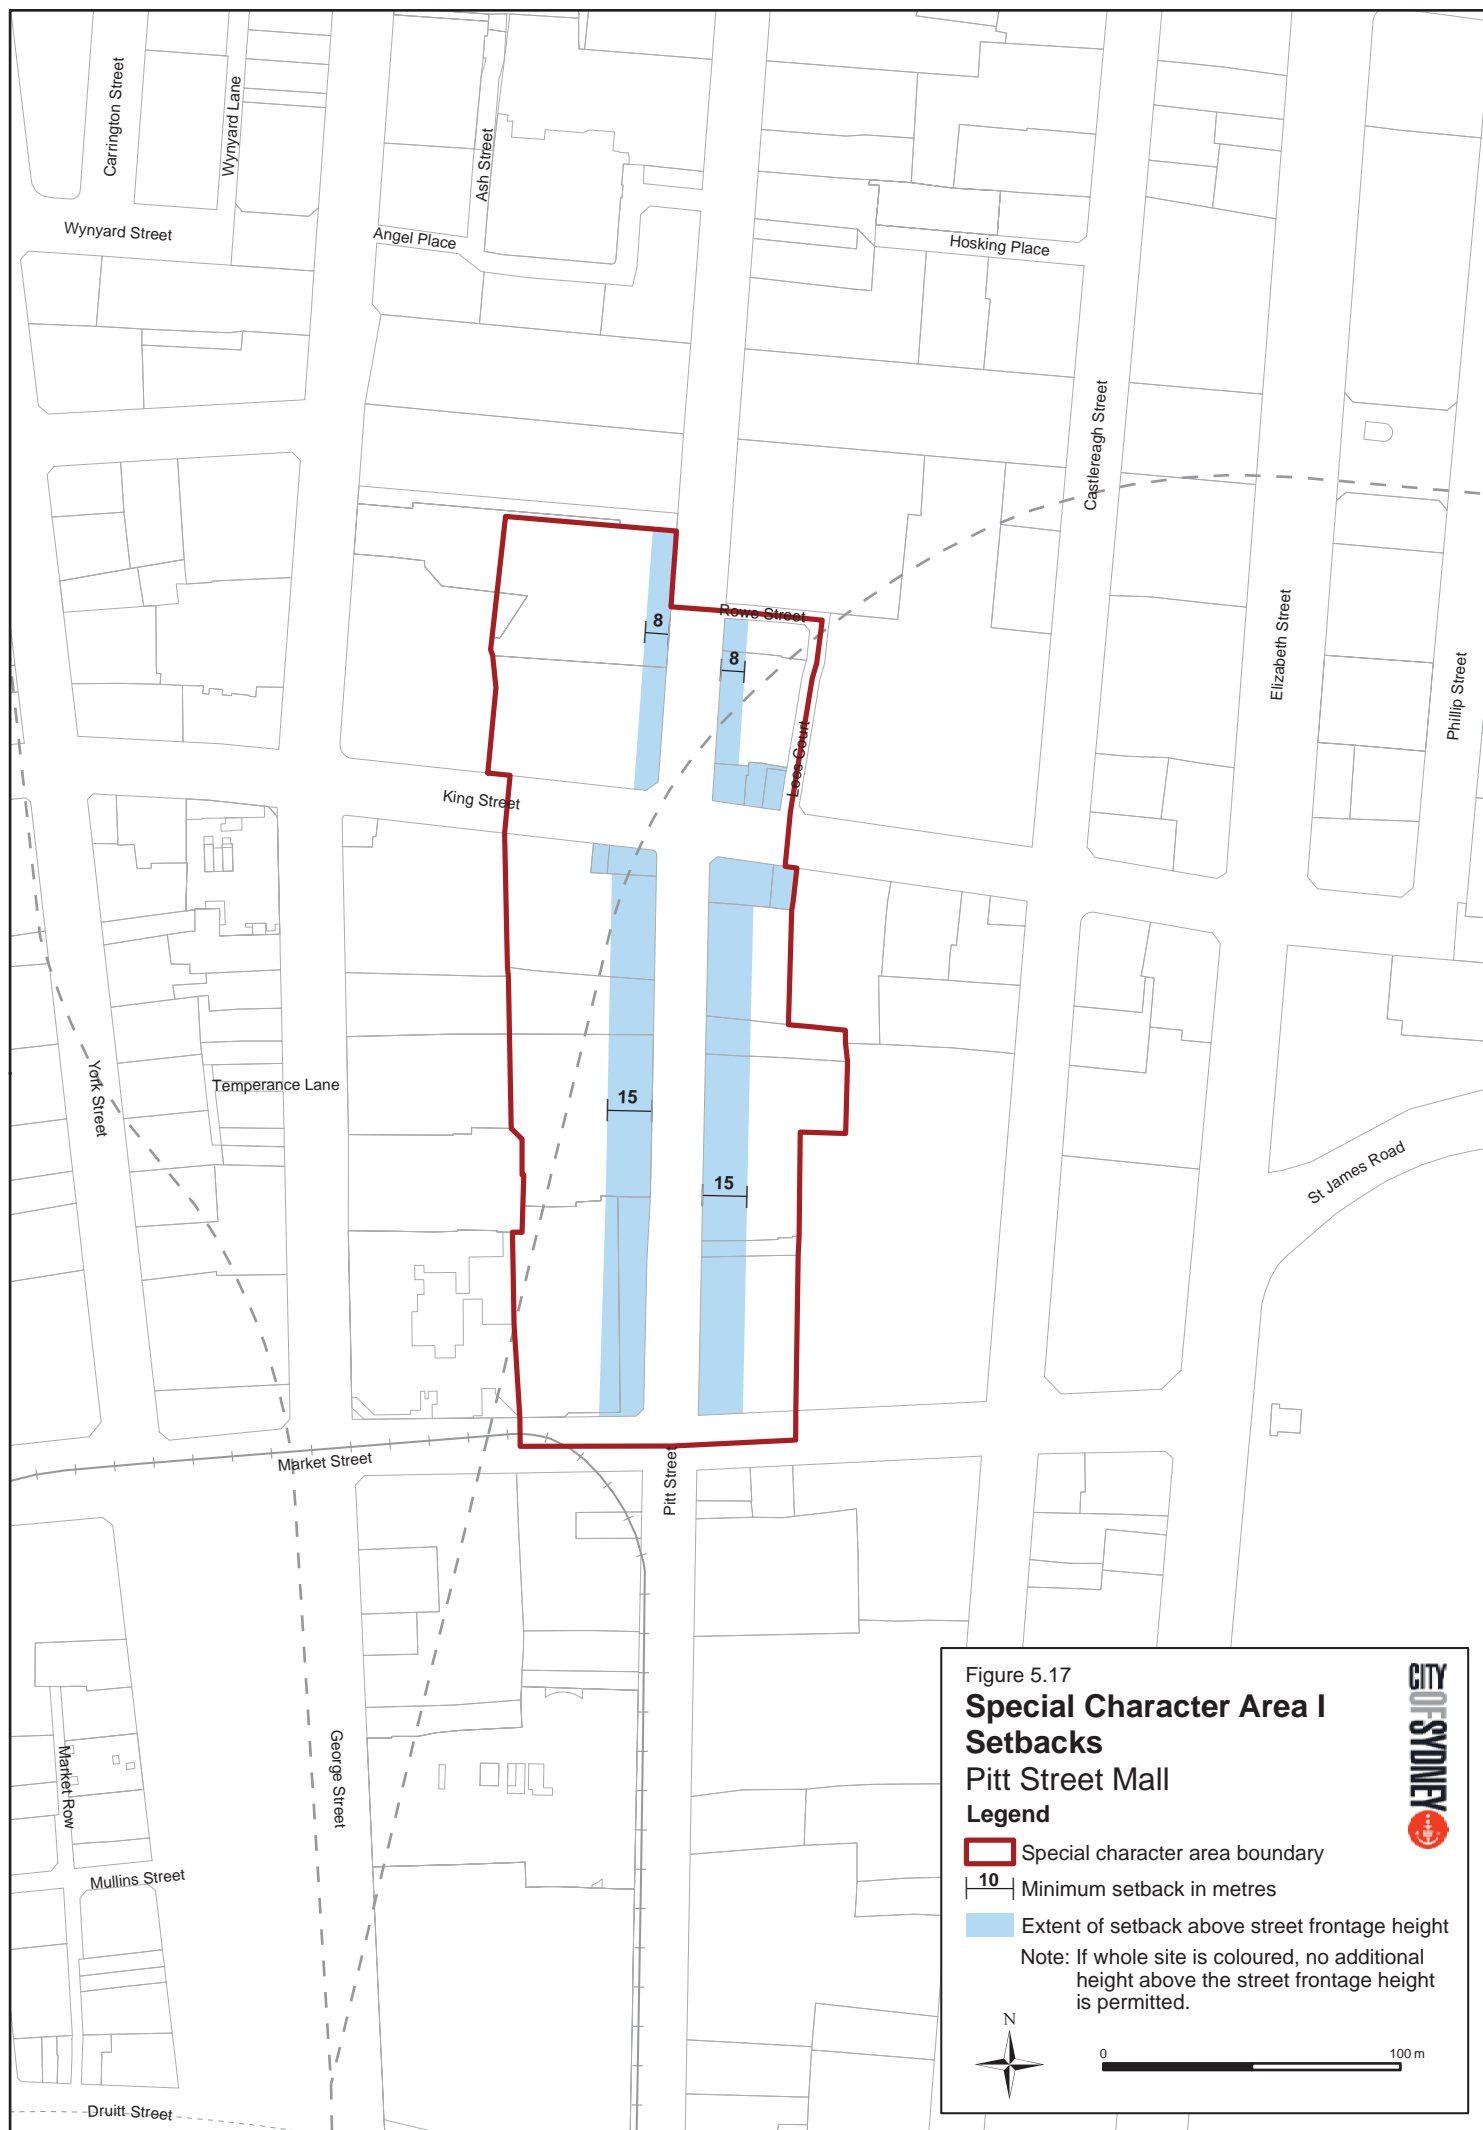 Carrington Street
Wynyard Lane
Ash Street
Wynyard Street
Angel Place
Hosking Place
Castlereagh Street
Rowe Street
8
8
Elizabeth Street
Phillip Street
Lees Court
King Street
York Street
Temperance Lane
15
15
St James Road
Market Street
Pitt Street
George Street
Market Row
Mullins Street
Druitt Street
Figure 5.17
Special Character Area I
Setbacks
Pitt Street Mall
CITY OF SYDNEY
Legend
Special character area boundary
10 Minimum setback in metres
Extent of setback above street frontage height
Note: If whole site is coloured, no additional
height above the street frontage height
is permitted.
N
0 100 m